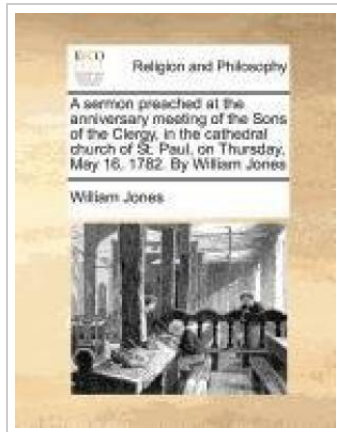 ECCO
Religion and Philosophy
A sermon preached at the
anniversary meeting of the Sons
of the Clergy, in the cathedral
church of St. Paul, on Thursday,
May 16, 1782. By William Jones
William Jones